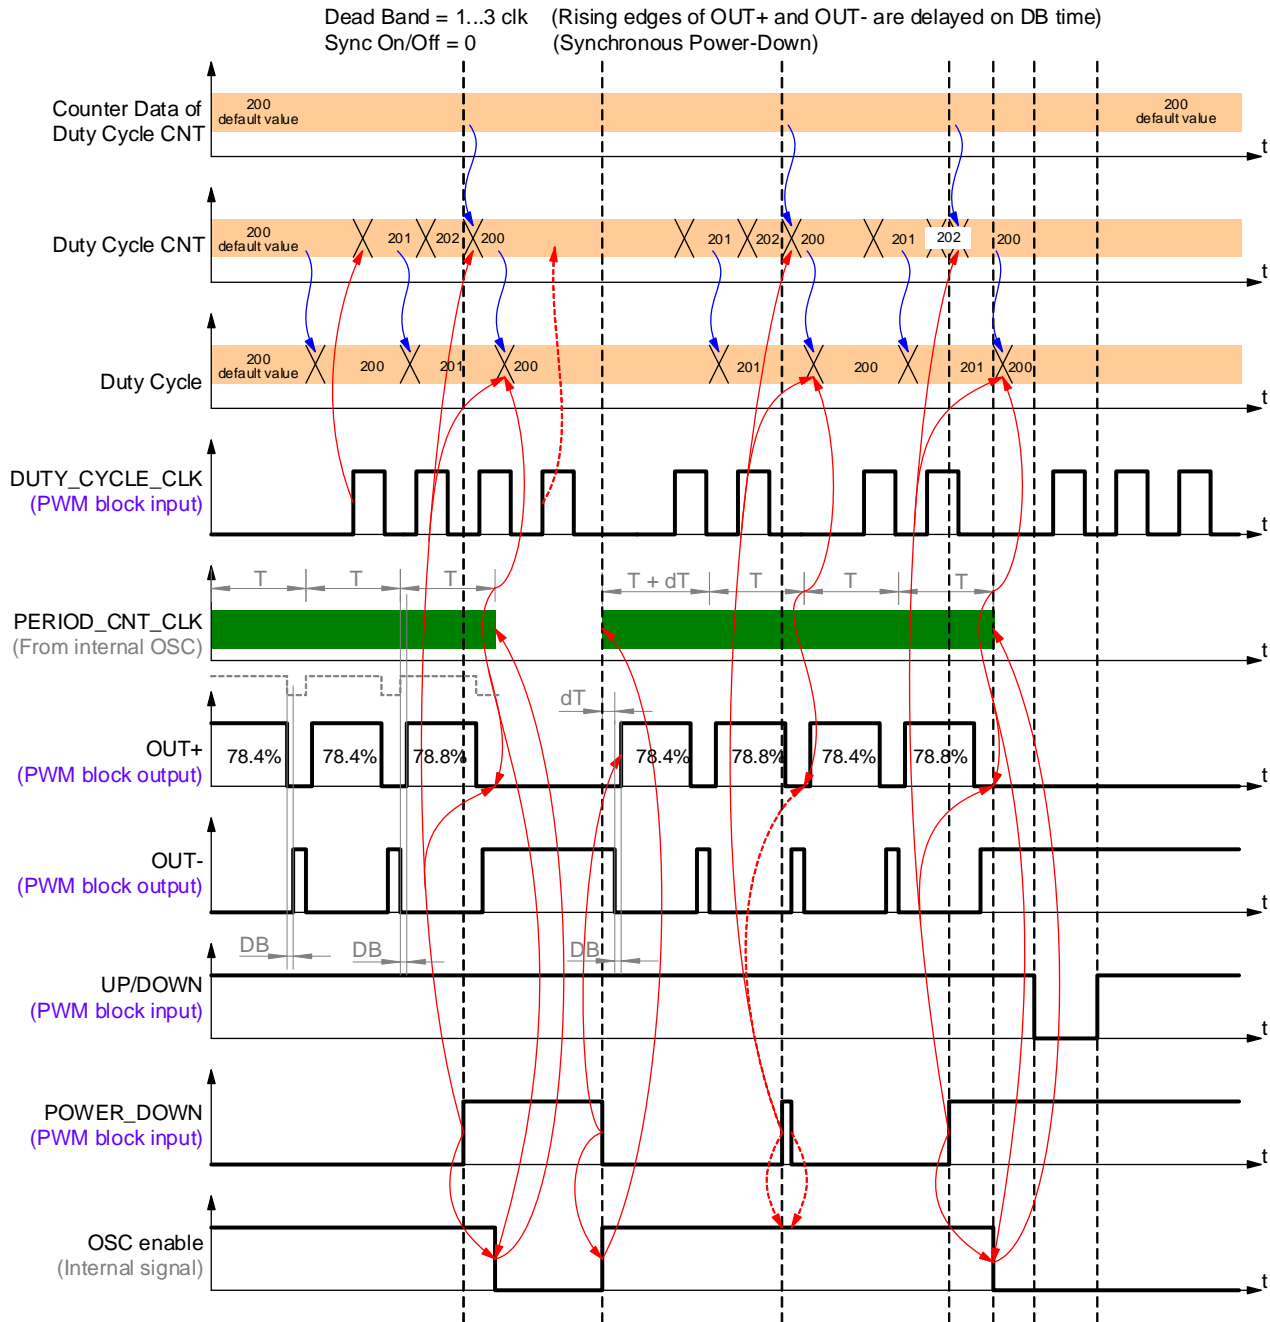 Dead Band = 1...3 clk (Rising edges of OUT+ and OUT- are delayed on DB time)
Sync On/Off = 0 (Synchronous Power-Down)
Counter Data of
Duty Cycle CNT
200
default value
200
default value
t
Duty Cycle CNT
200
default value
201
202
200
201
202
200
201
202
200
t
Duty Cycle
200
default value
200
201
200
201
200
201
200
t
DUTY_CYCLE_CLK
(PWM block input)
t
T
T
T
T + dT
T
T
T
PERIOD_CNT_CLK
(From internal OSC)
t
dT
OUT+
(PWM block output)
78.4%
78.4%
78.8%
78.4%
78.8%
78.4%
78.8%
t
OUT-
(PWM block output)
t
DB
DB
DB
UP/DOWN
(PWM block input)
t
POWER_DOWN
(PWM block input)
t
OSC enable
(Internal signal)
t